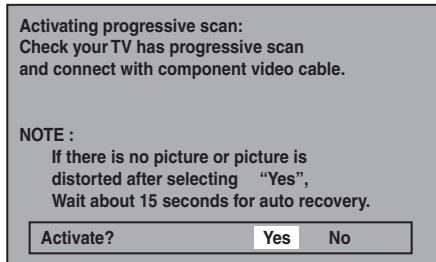 Activating progressive scan:
Check your TV has progressive scan
and connect with component video cable.
NOTE :
If there is no picture or picture is
distorted after selecting “Yes”,
Wait about 15 seconds for auto recovery.
Activate? Yes No